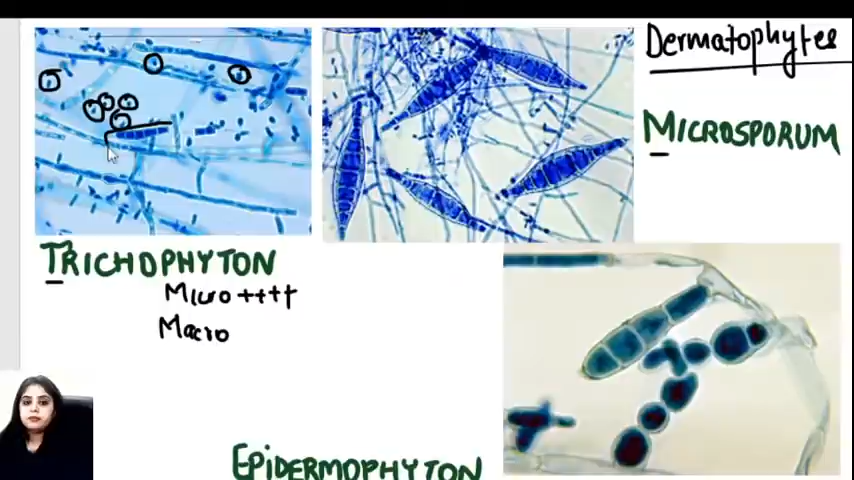 Dermatophytes
MICROSPORUM
TRICHOPHYTON
Micro ++++
Macro
EPIDERMOPHYTON